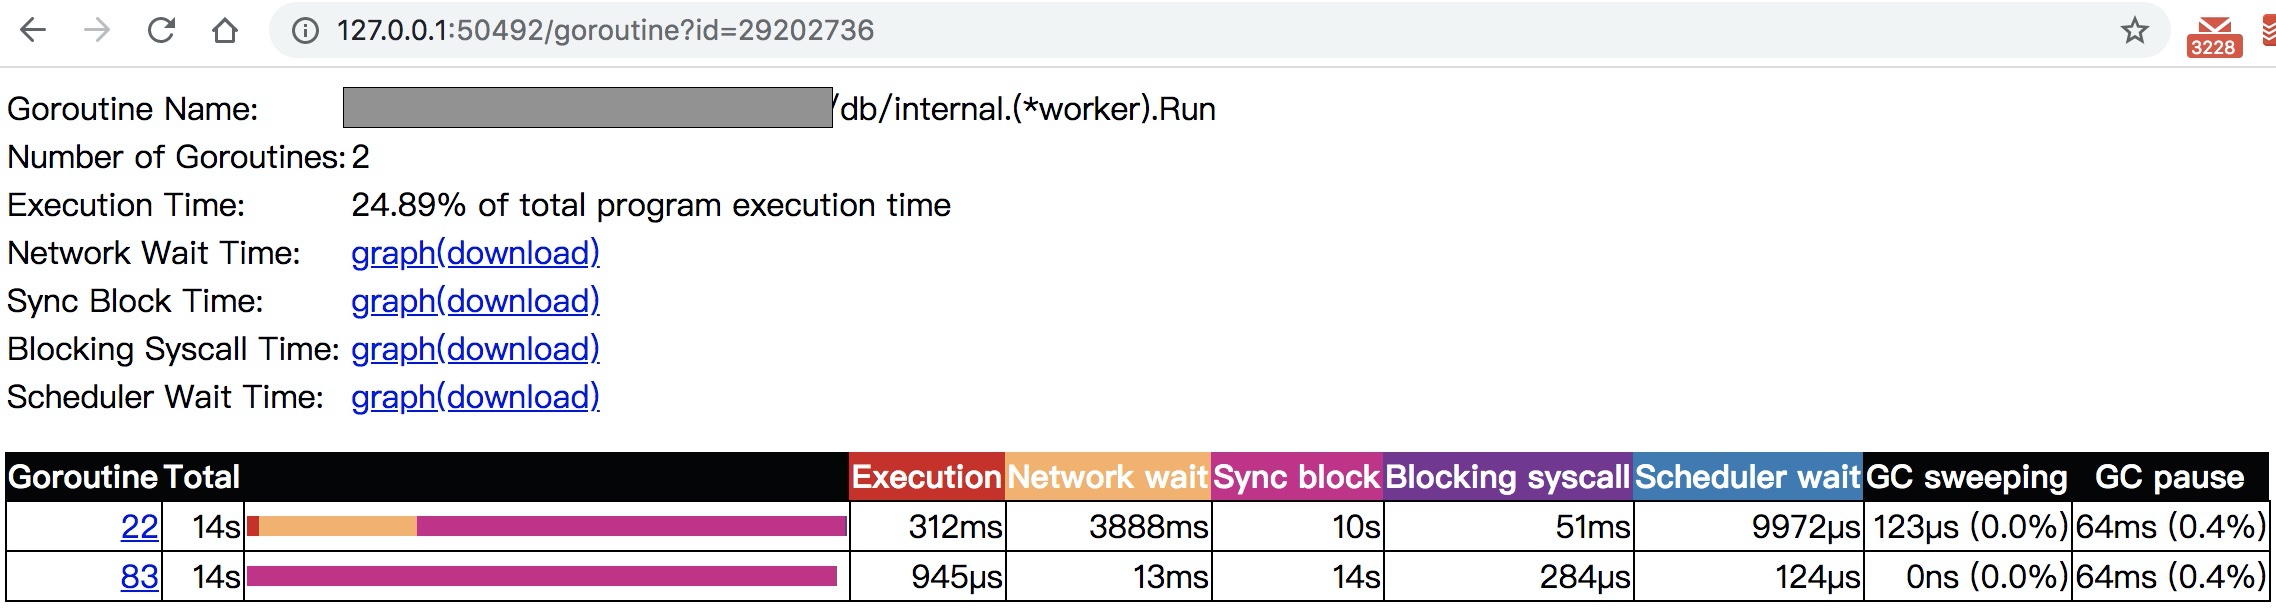 127.0.0.1:50492/goroutine?id=29202736
3228
Goroutine Name: /db/internal.(*worker).Run
Number of Goroutines: 2
Execution Time: 24.89% of total program execution time
Network Wait Time: graph(download)
Sync Block Time: graph(download)
Blocking Syscall Time: graph(download)
Scheduler Wait Time: graph(download)
Goroutine Total Execution Network wait Sync block Blocking syscall Scheduler wait GC sweeping GC pause
22 14s 312ms 3888ms 10s 51ms 9972µs 123µs (0.0%) 64ms (0.4%)
83 14s 945µs 13ms 14s 284µs 124µs 0ns (0.0%) 64ms (0.4%)